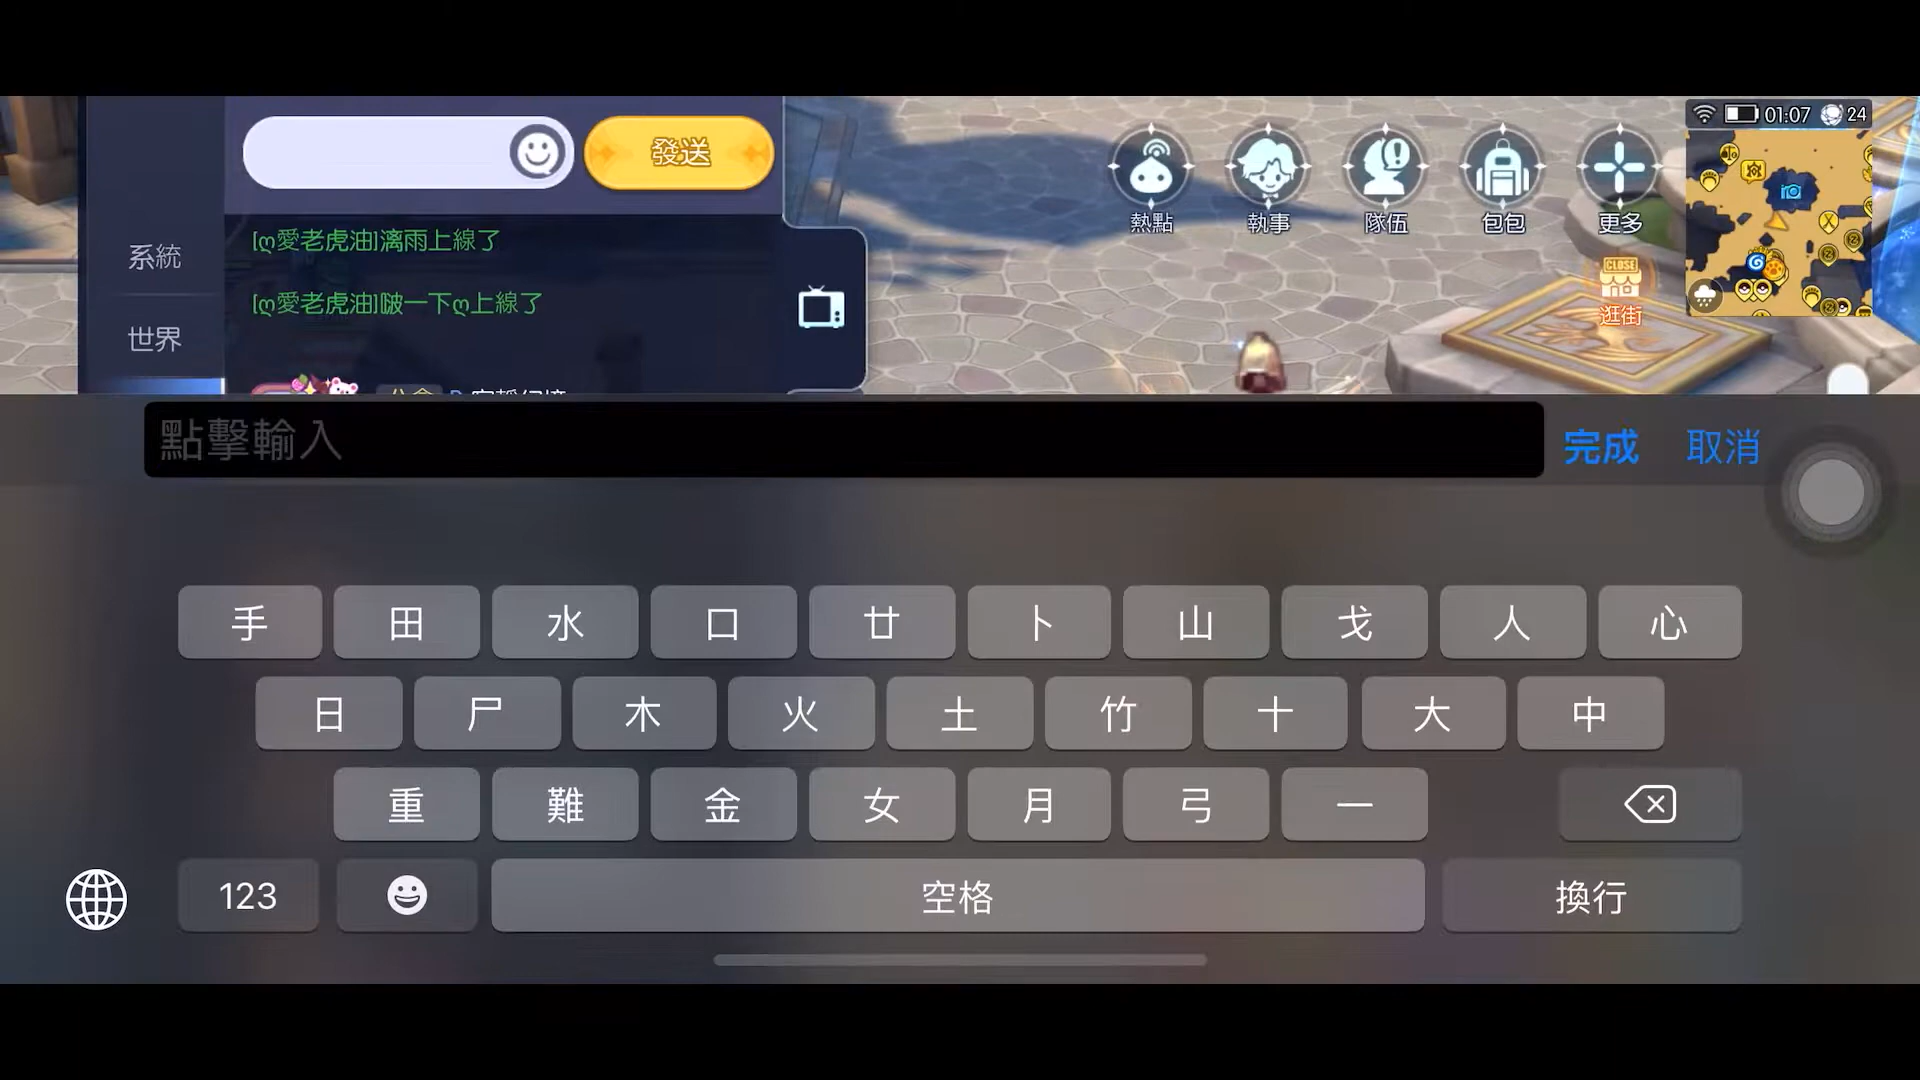 發送
01:07
24
熱點
執事
隊伍
包包
更多
系統
[ღ愛老虎油]漓雨上線了
[ღ愛老虎油]啵一下ღ上線了
世界
CLOSE
逛街
點擊輸入
完成
取消
手 田 水 口 廿 卜 山 戈 人 心
日 尸 木 火 土 竹 十 大 中
重 難 金 女 月 弓 一
123
空格
換行